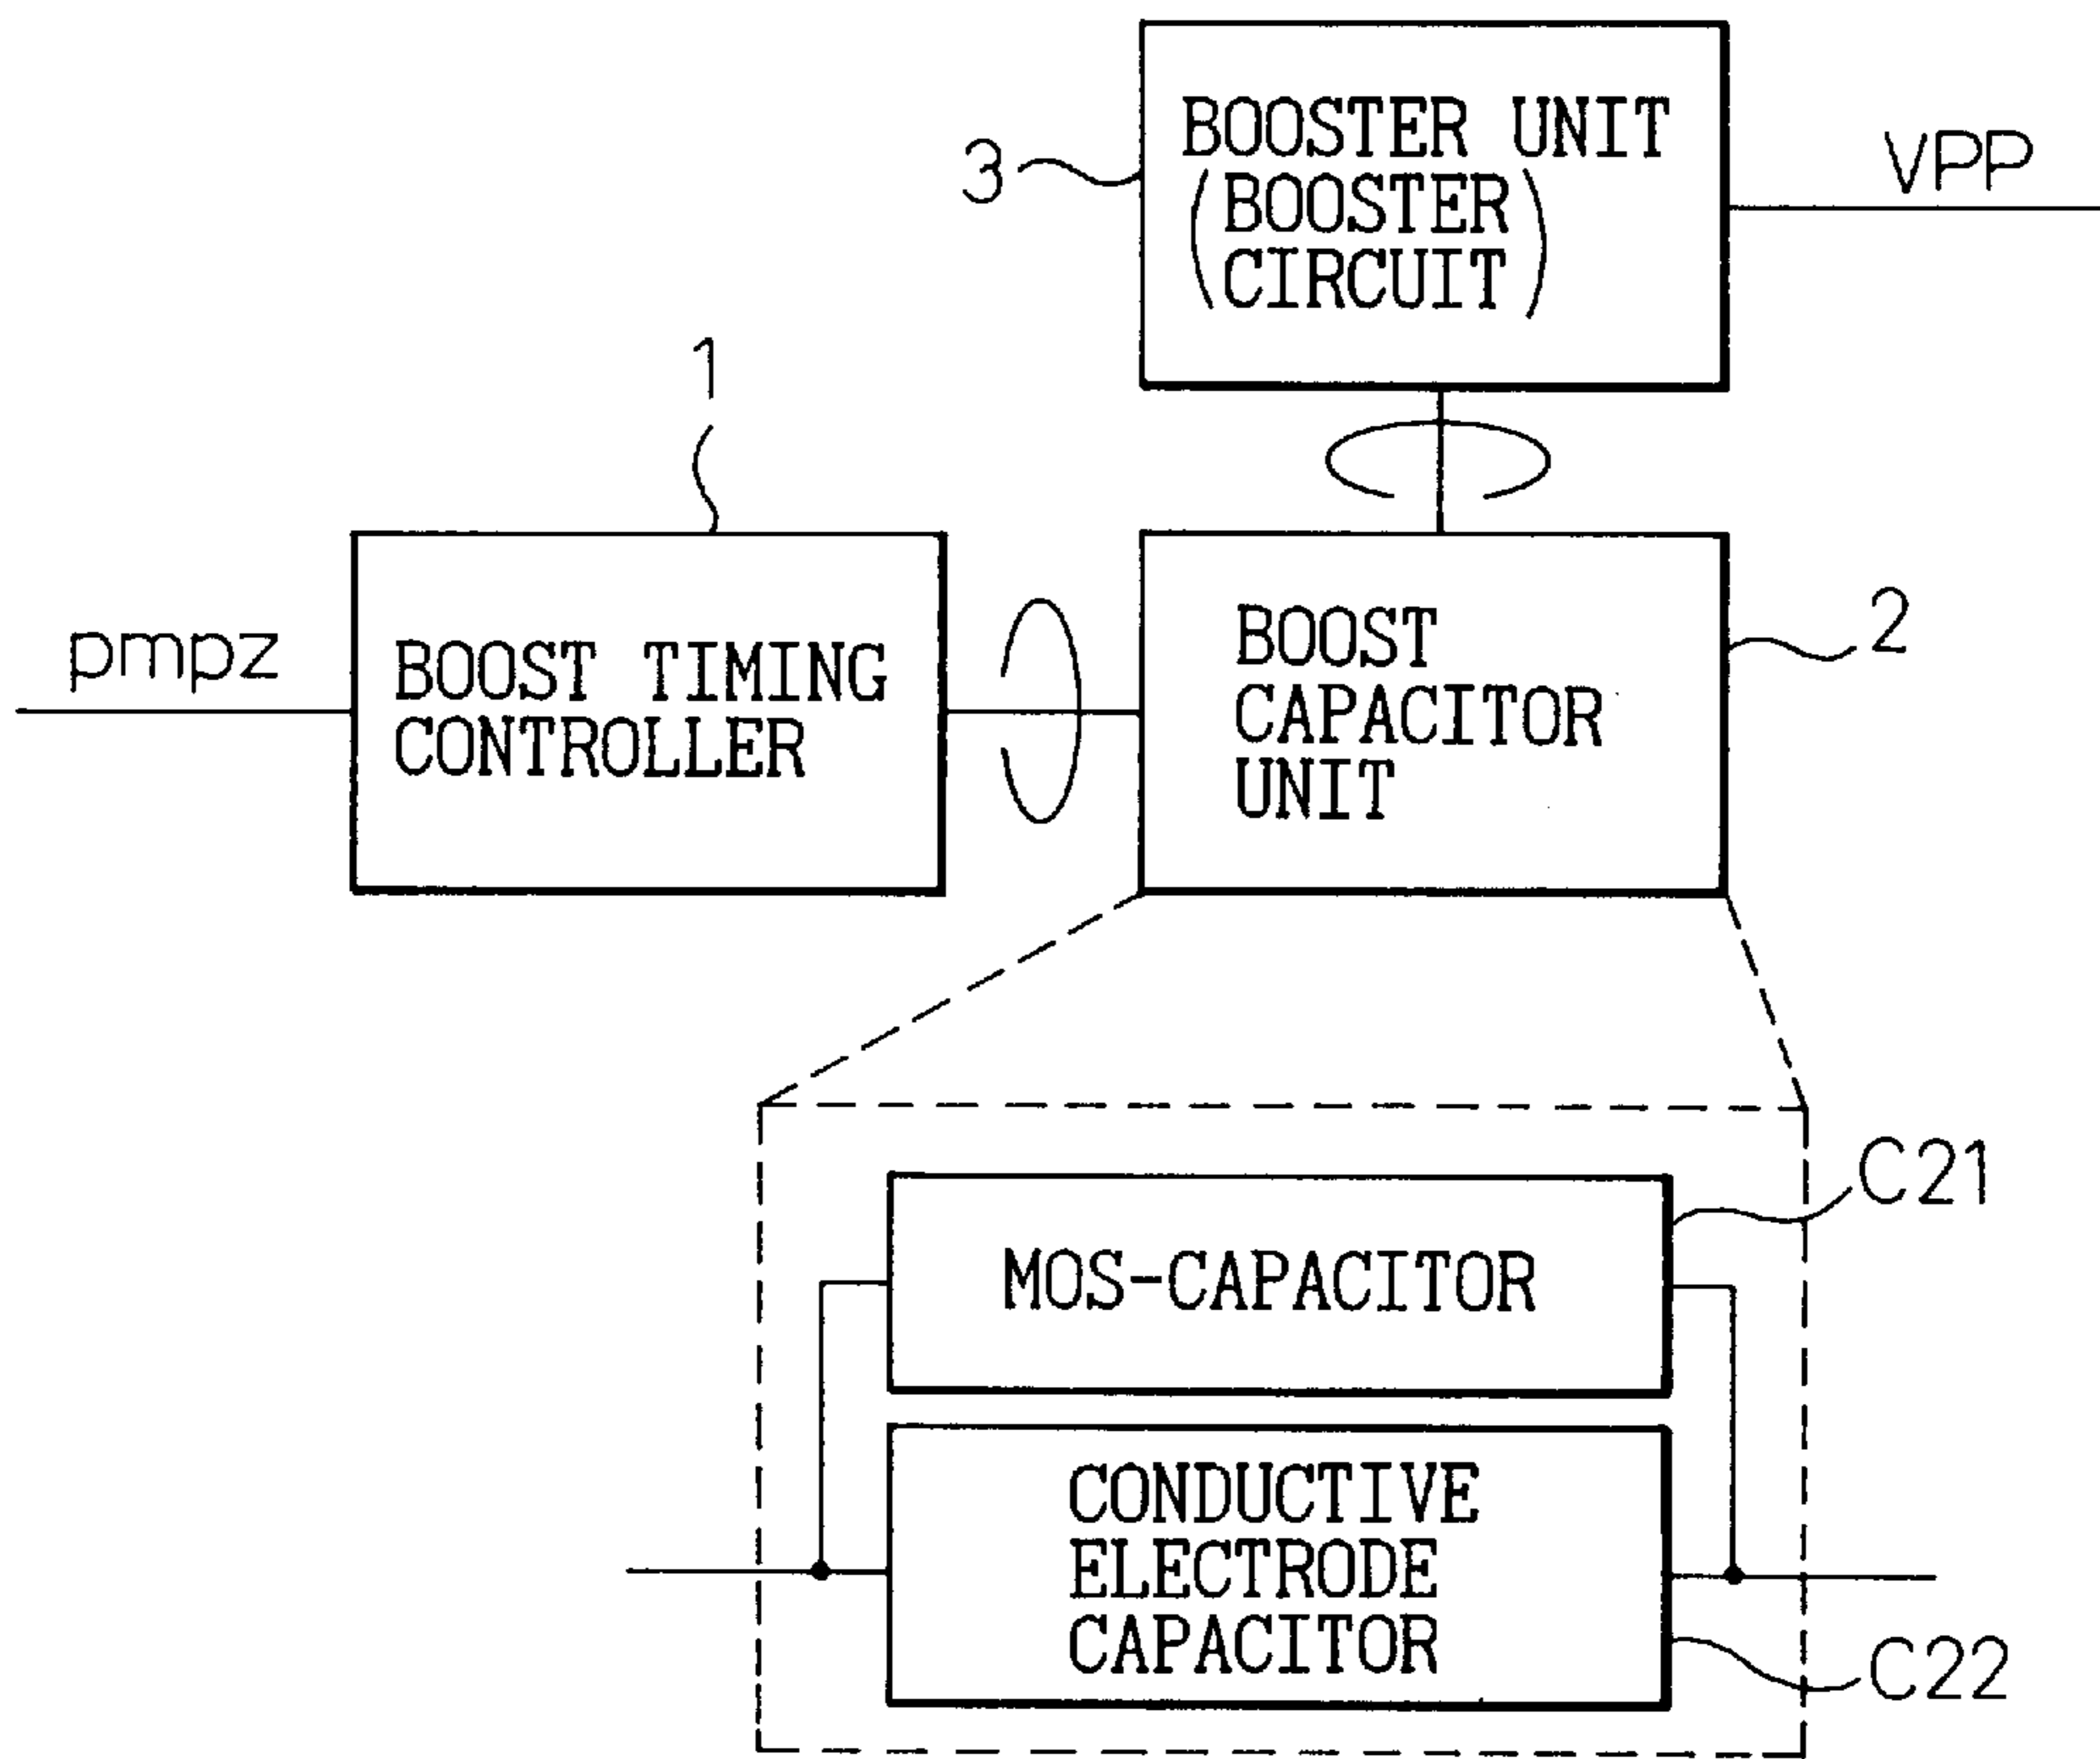 BOOSTER UNIT
(BOOSTER
CIRCUIT)
3
VPP
1
pmpz
BOOST TIMING
CONTROLLER
BOOST
CAPACITOR
UNIT
2
MOS-CAPACITOR
C21
CONDUCTIVE
ELECTRODE
CAPACITOR
C22